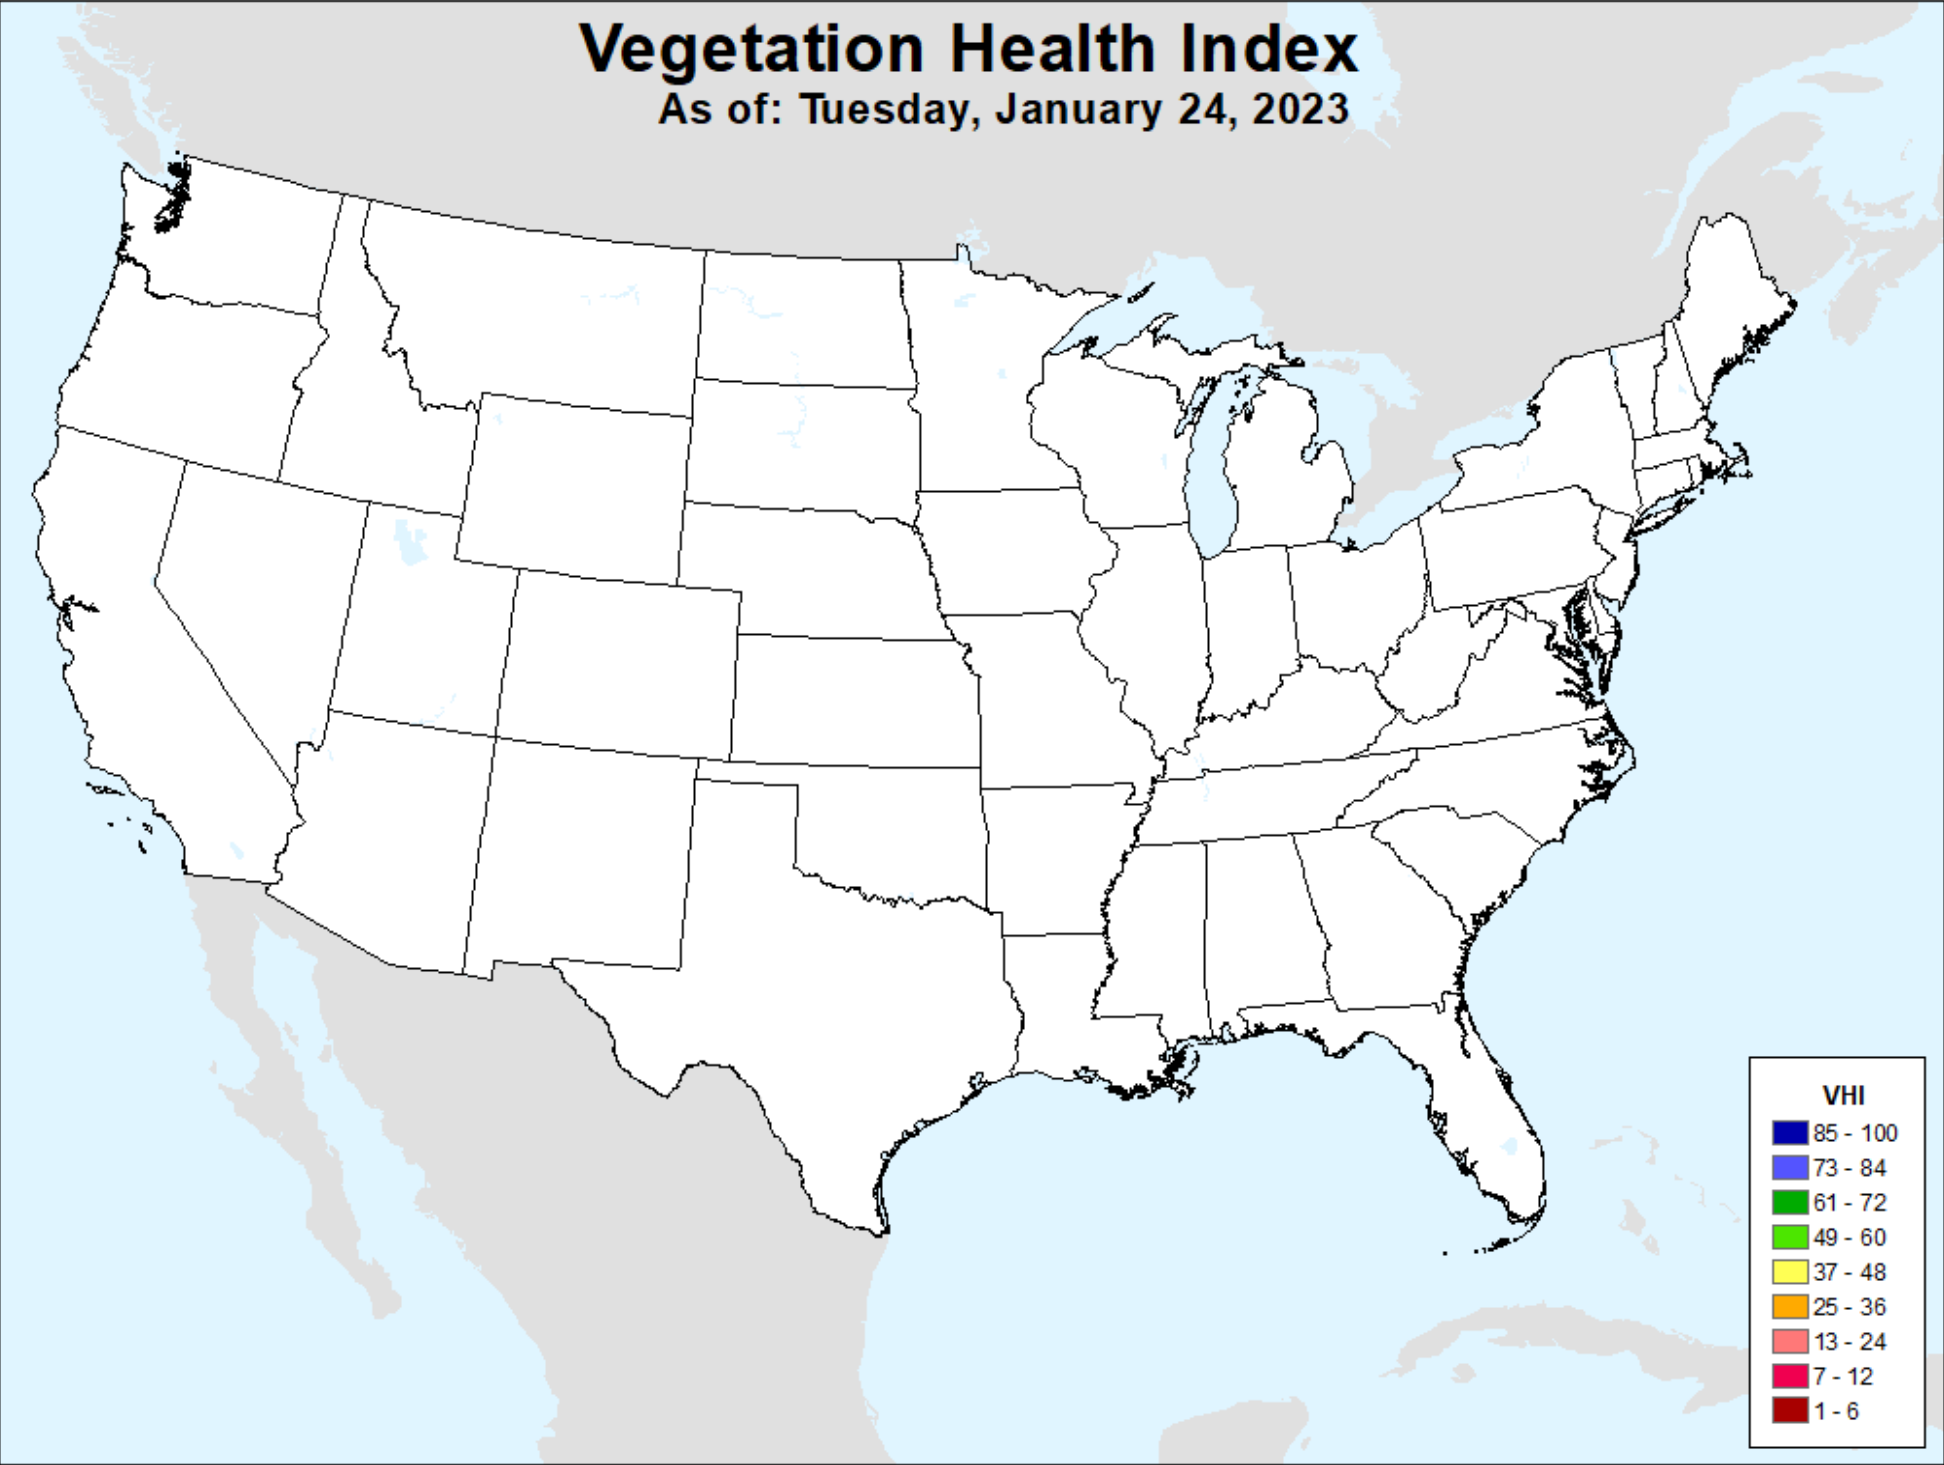 Vegetation Health Index
As of: Tuesday, January 24, 2023
VHI
85 - 100
73 - 84
61 - 72
49 - 60
37 - 48
25 - 36
13 - 24
7 - 12
1 - 6